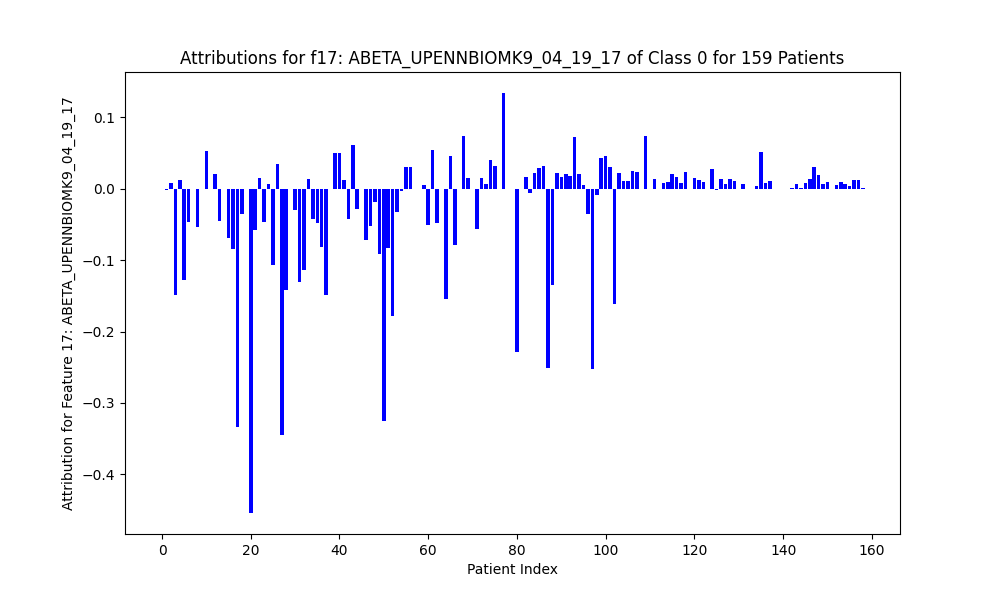 Attributions for f17: ABETA_UPENNBIOMK9_04_19_17 of Class 0 for 159 Patients
Attribution for Feature 17: ABETA_UPENNBIOMK9_04_19_17
0.1
0.0
−0.1
−0.2
−0.3
−0.4
0 20 40 60 80 100 120 140 160
Patient Index